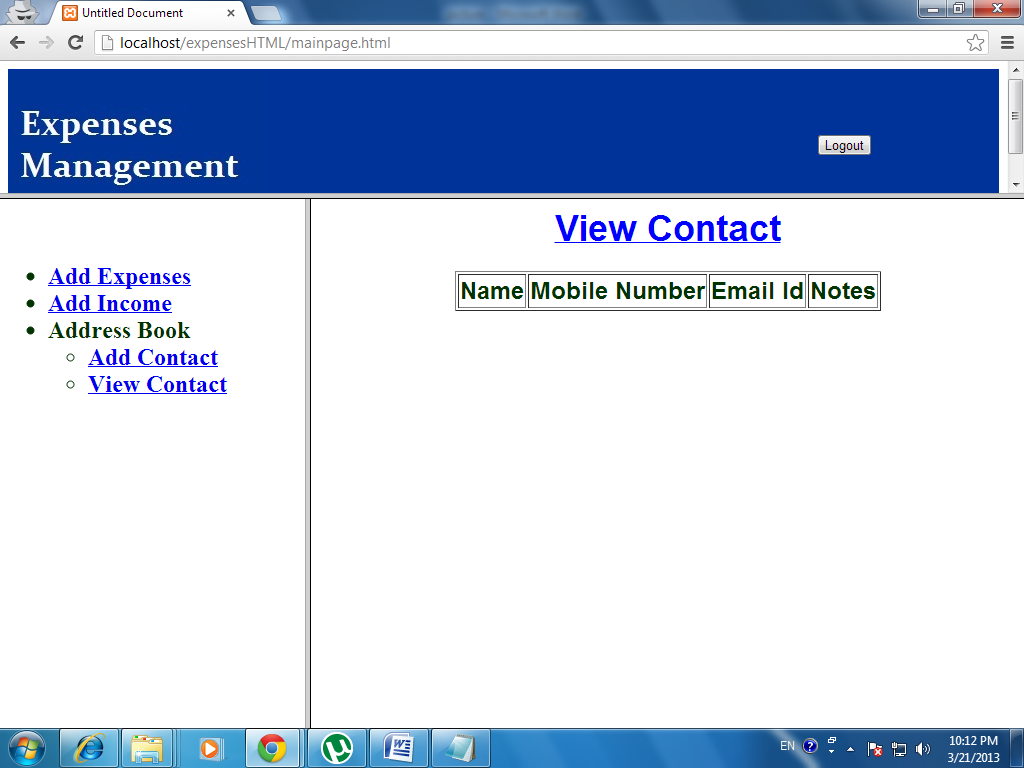 Untitled Document
localhost/expensesHTML/mainpage.html
Expenses
Management
Logout
Add Expenses
Add Income
Address Book
Add Contact
View Contact
View Contact
Name Mobile Number Email Id Notes
EN
10:12 PM
3/21/2013